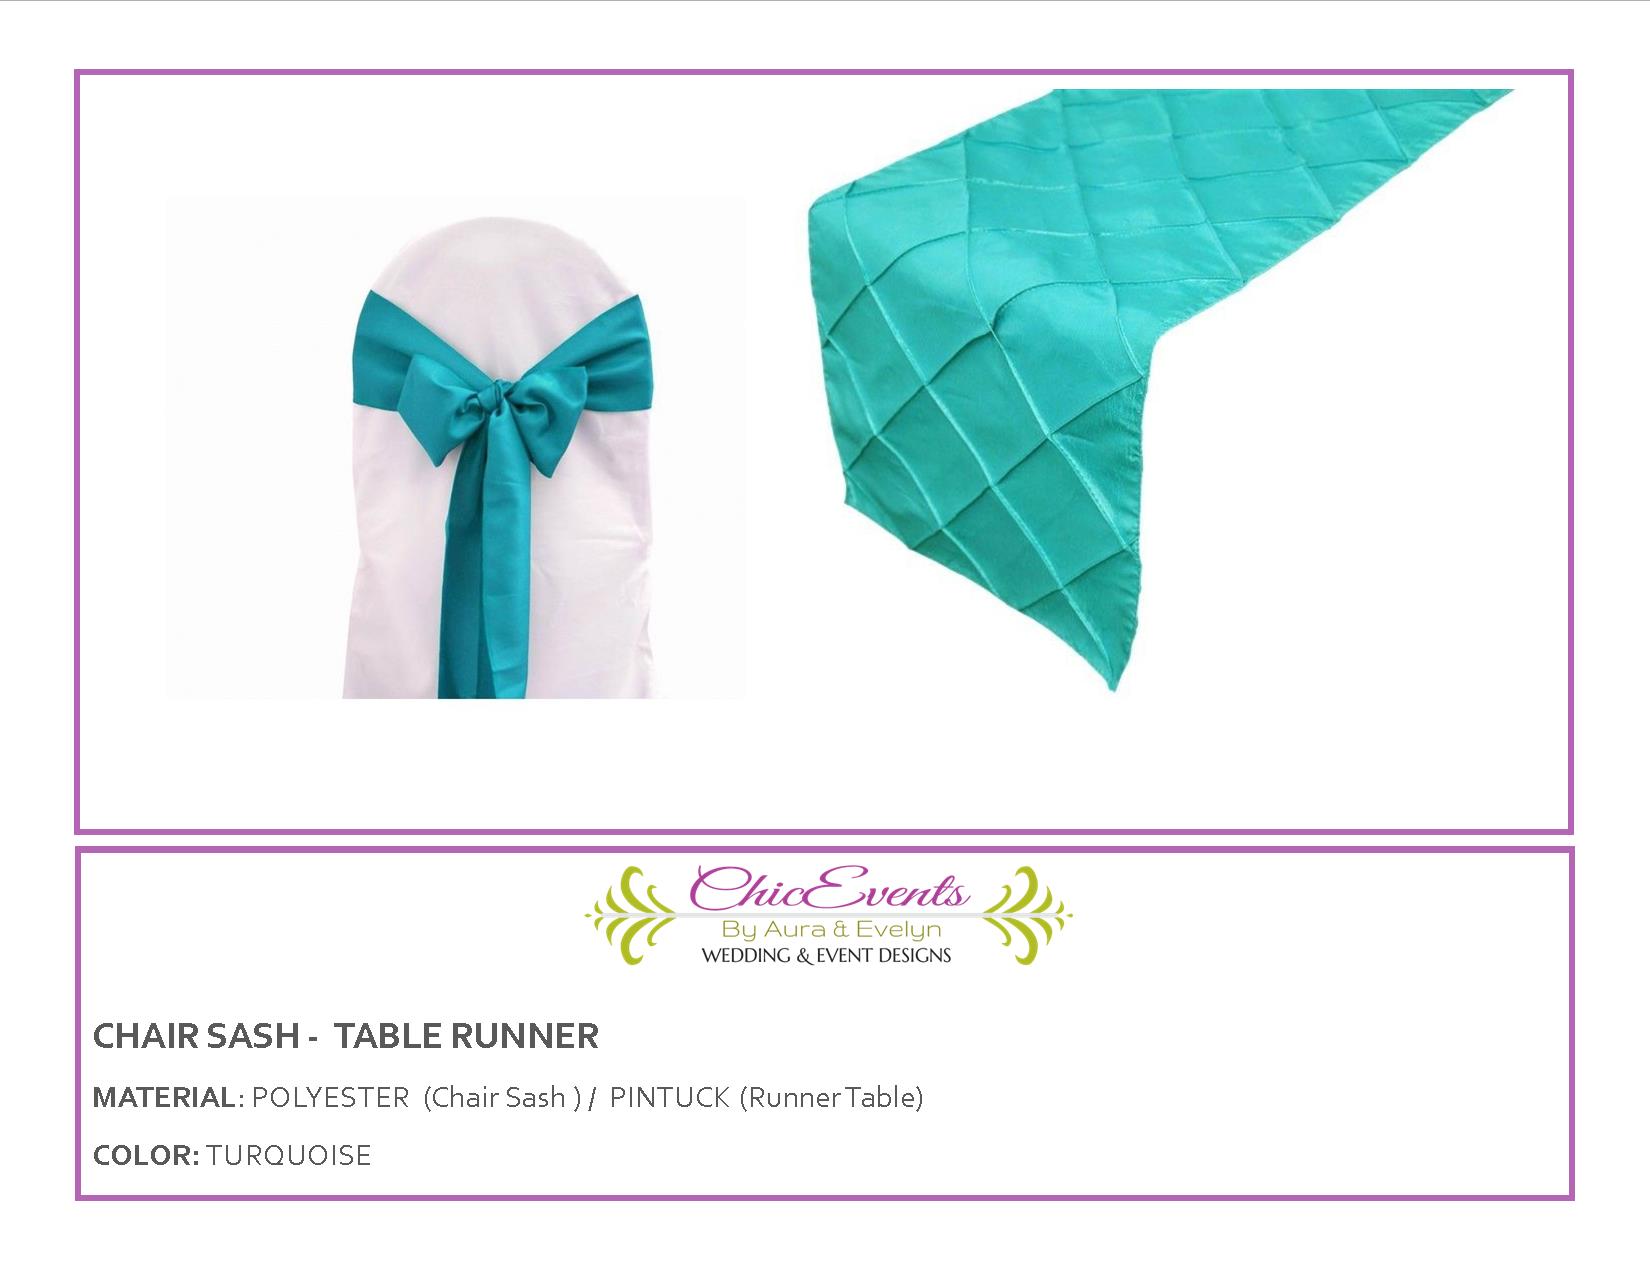 ChicEvents
By Aura & Evelyn
WEDDING & EVENT DESIGNS
CHAIR SASH - TABLE RUNNER
MATERIAL: POLYESTER (Chair Sash ) / PINTUCK (Runner Table)
COLOR: TURQUOISE